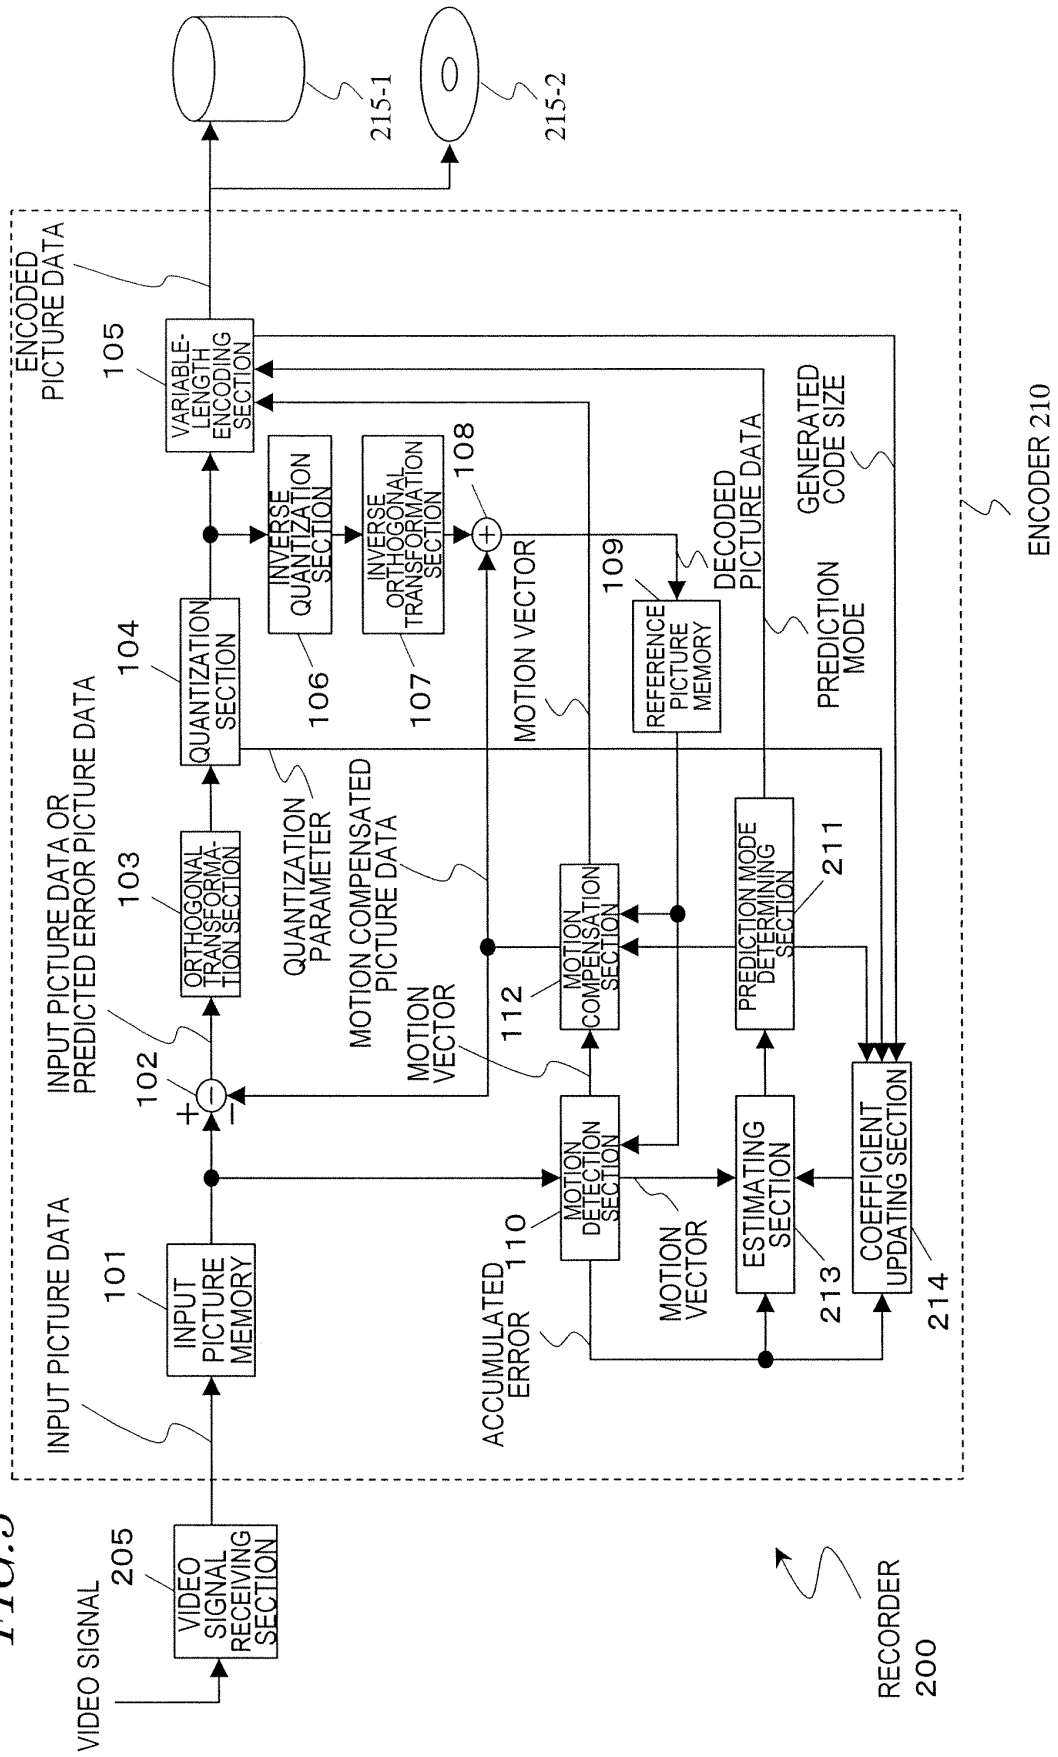 FIG.5
VIDEO SIGNAL
205
VIDEO
SIGNAL
RECEIVING
SECTION
INPUT PICTURE DATA
101
INPUT
PICTURE
MEMORY
INPUT PICTURE DATA OR
PREDICTED ERROR PICTURE DATA
102
+
−
−
103
ORTHOGONAL
TRANSFORMA-
TION SECTION
104
QUANTIZATION
SECTION
105
VARIABLE-
LENGTH
ENCODING
SECTION
ENCODED
PICTURE DATA
215-1
215-2
QUANTIZATION
PARAMETER
INVERSE
QUANTIZATION
SECTION
106
INVERSE
ORTHOGONAL
TRANSFORMATION
SECTION
107
+
108
MOTION COMPENSATED
PICTURE DATA
MOTION
VECTOR
MOTION VECTOR
110
MOTION
DETECTION
SECTION
112
MOTION
COMPENSATION
SECTION
109
REFERENCE
PICTURE
MEMORY
DECODED
PICTURE DATA
ACCUMULATED
ERROR
MOTION
VECTOR
ESTIMATING
SECTION
213
PREDICTION MODE
DETERMINING
SECTION
211
PREDICTION
MODE
GENERATED
CODE SIZE
COEFFICIENT
UPDATING SECTION
214
RECORDER
200
ENCODER 210